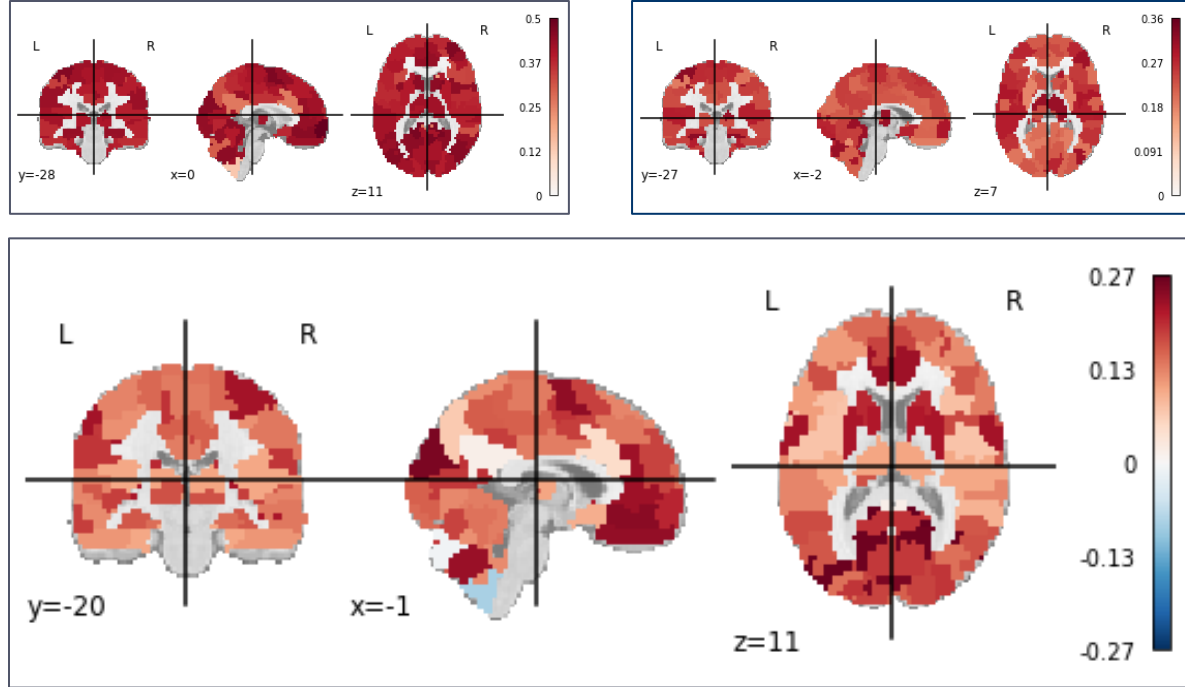 L R L R
0.5
0.37
0.25
0.12
0
y=-28 x=0 z=11
L R L R
0.36
0.27
0.18
0.091
0
y=-27 x=-2 z=7
L R L R
0.27
0.13
0
-0.13
-0.27
y=-20 x=-1 z=11